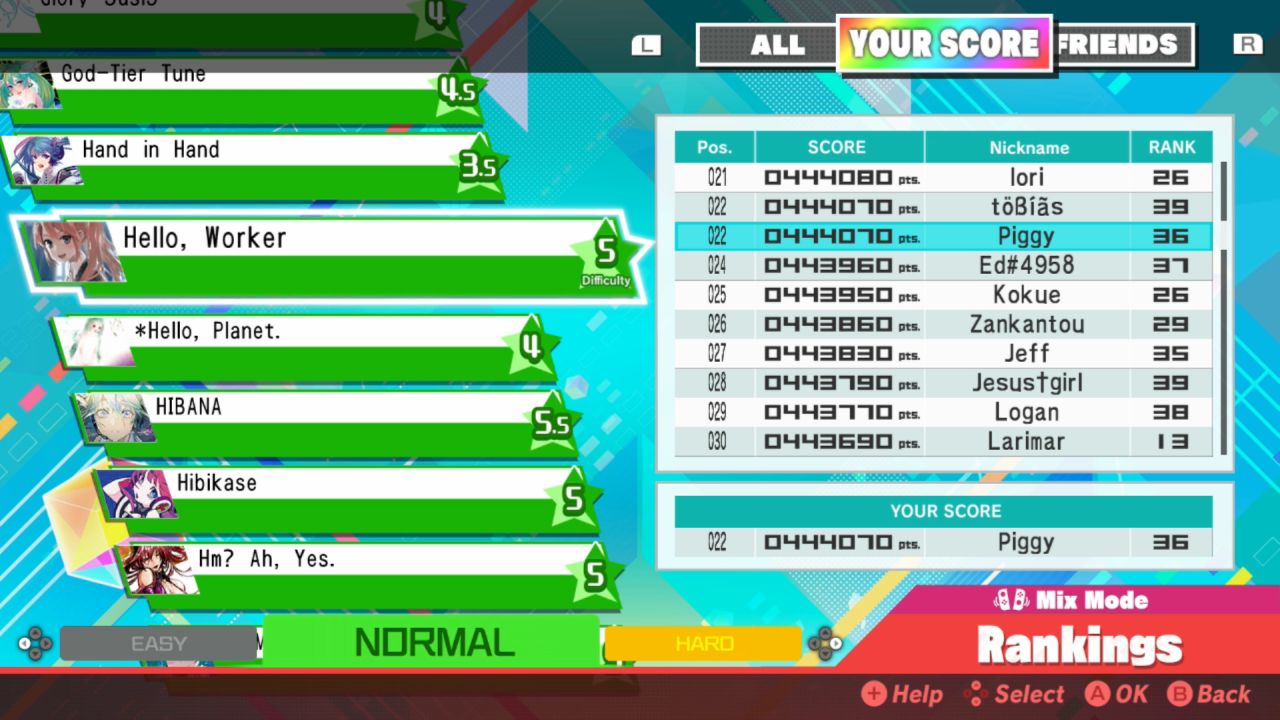 Glory 3usi9
4
ALL YOUR SCORE FRIENDS
L
R
God-Tier Tune
4.5
Hand in Hand
3.5
Hello, Worker
5
Difficulty
*Hello, Planet.
4
HIBANA
5.5
Hibikase
5
Hm? Ah, Yes.
5
EASY NORMAL HARD
Pos. SCORE Nickname RANK
021 0444080 pts. Iori 26
022 0444070 pts. tößíãs 39
022 0444070 pts. Piggy 36
024 0443960 pts. Ed#4958 37
025 0443950 pts. Kokue 26
026 0443860 pts. Zankantou 29
027 0443830 pts. Jeff 35
028 0443790 pts. Jesus†girl 39
029 0443770 pts. Logan 38
030 0443690 pts. Larimar 13
YOUR SCORE
022 0444070 pts. Piggy 36
Mix Mode
Rankings
+ Help Select A OK B Back